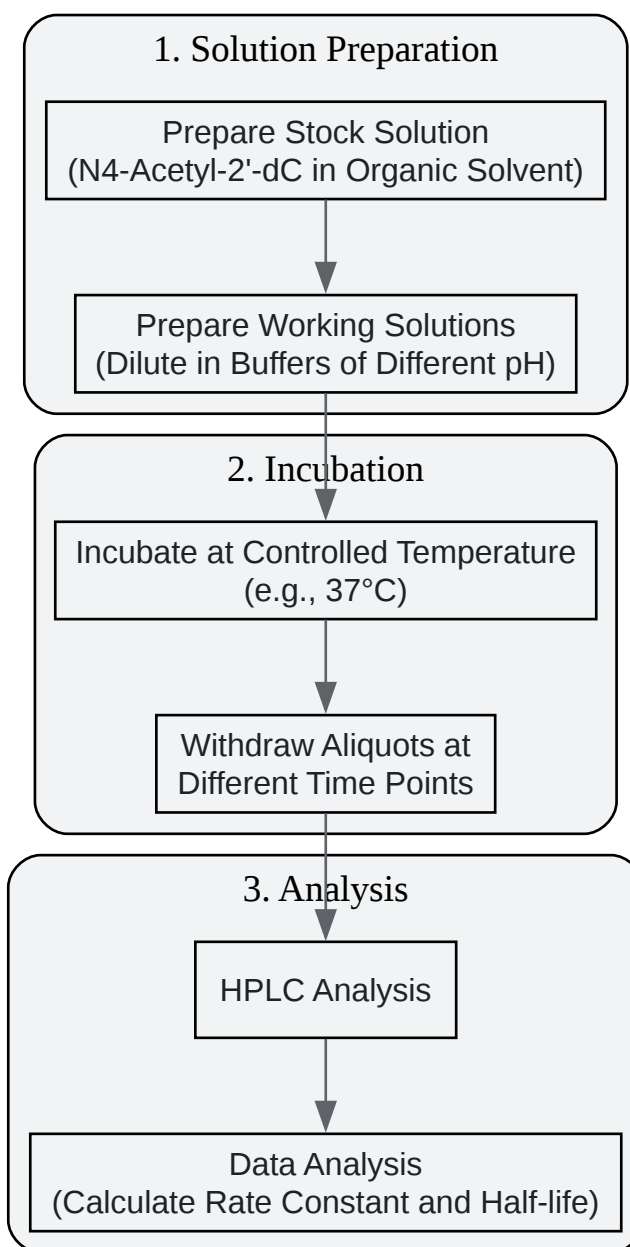 1. Solution Preparation
Prepare Stock Solution
(N4-Acetyl-2'-dC in Organic Solvent)
Prepare Working Solutions
(Dilute in Buffers of Different pH)
2. Incubation
Incubate at Controlled Temperature
(e.g., 37°C)
Withdraw Aliquots at
Different Time Points
3. Analysis
HPLC Analysis
Data Analysis
(Calculate Rate Constant and Half-life)